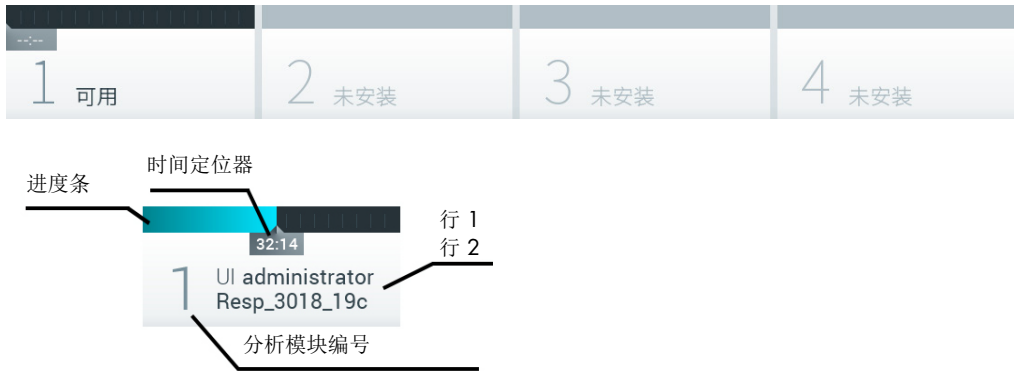 --:--
1 可用
2 未安装
3 未安装
4 未安装
时间定位器
进度条
行 1
行 2
32:14
1
UI administrator
Resp_3018_19c
分析模块编号